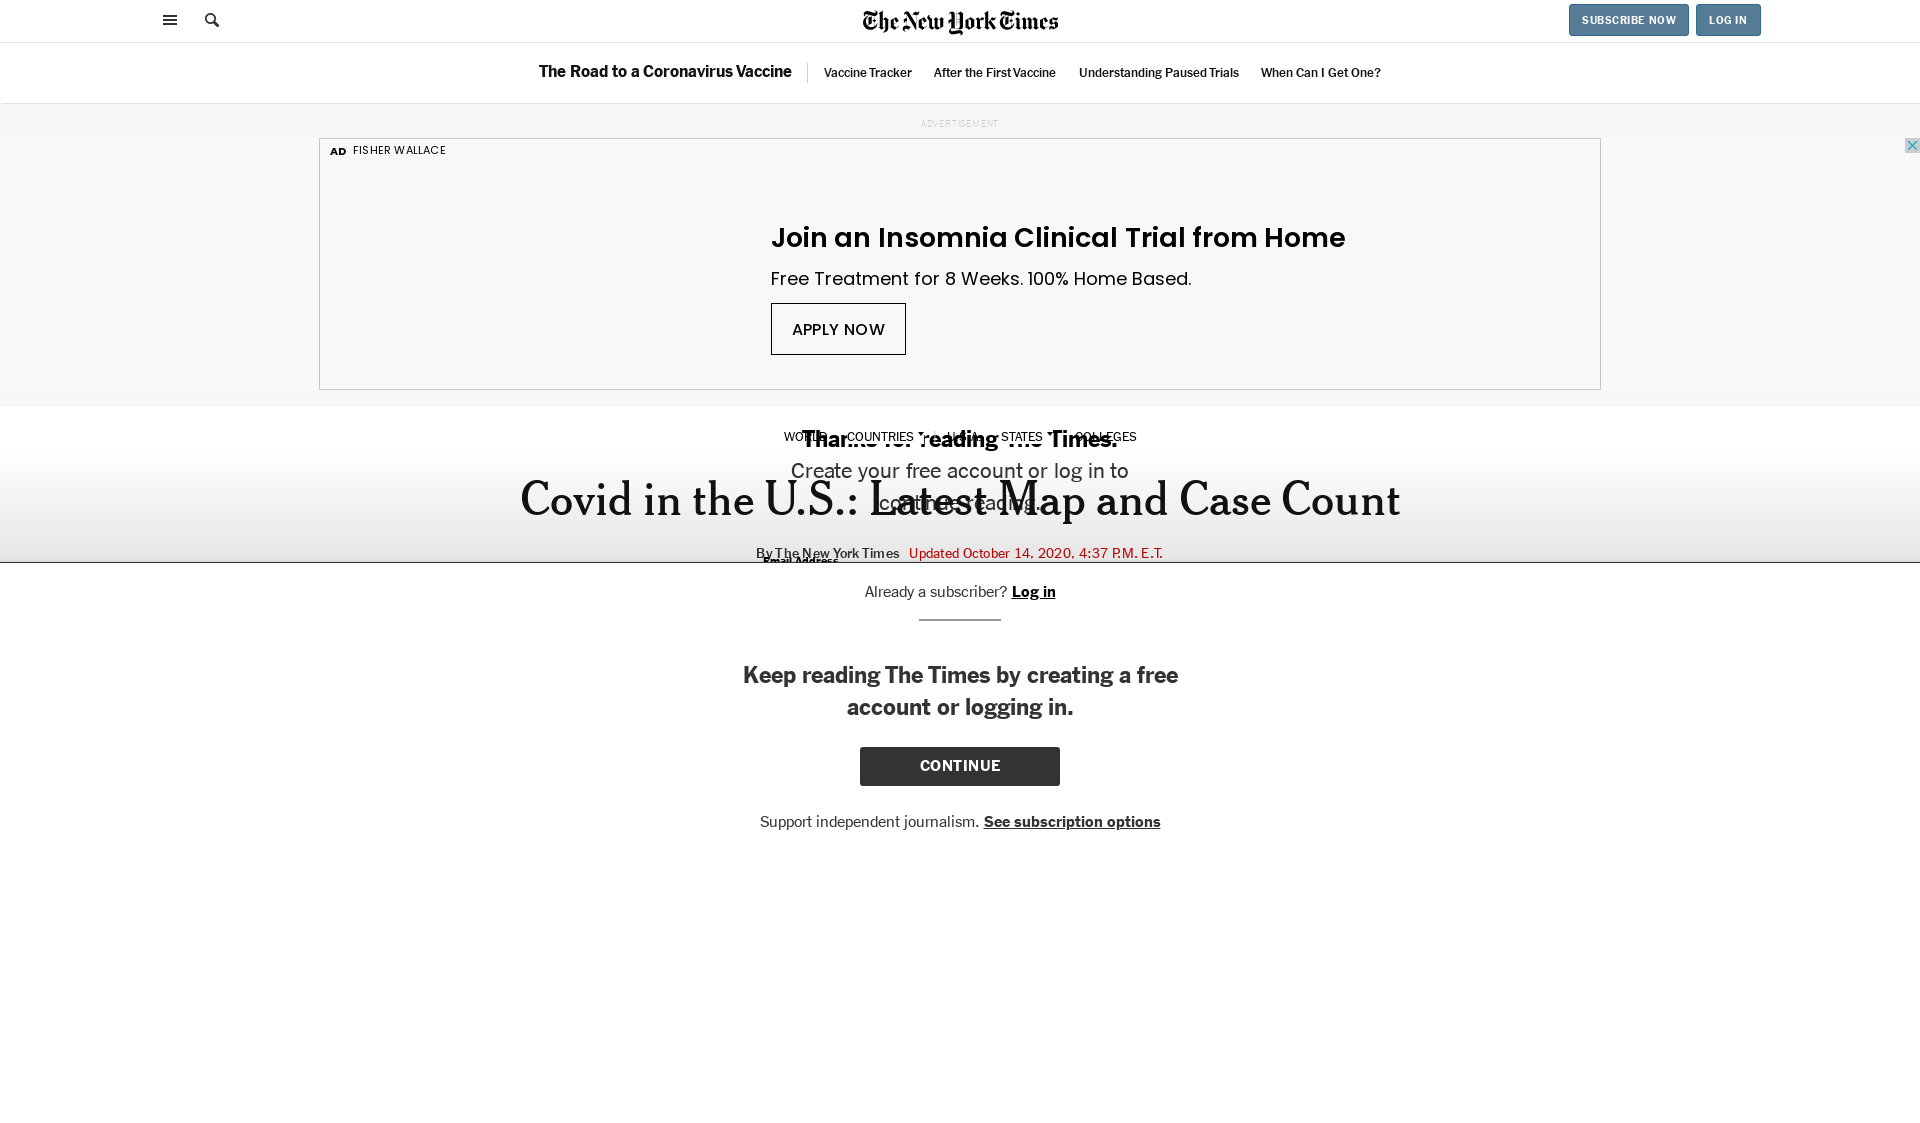 The New York Times
SUBSCRIBE NOW
LOG IN
The Road to a Coronavirus Vaccine
Vaccine Tracker
After the First Vaccine
Understanding Paused Trials
When Can I Get One?
ADVERTISEMENT
AD FISHER WALLACE
Join an Insomnia Clinical Trial from Home
Free Treatment for 8 Weeks. 100% Home Based.
APPLY NOW
WORLD COUNTRIES U.S.A. STATES COLLEGES
Thanks for reading The Times.
Create your free account or log in to
continue reading.
Covid in the U.S.: Latest Map and Case Count
By The New York Times Updated October 14, 2020, 4:37 P.M. E.T.
Email Address
Already a subscriber? Log in
Keep reading The Times by creating a free
account or logging in.
CONTINUE
Support independent journalism. See subscription options